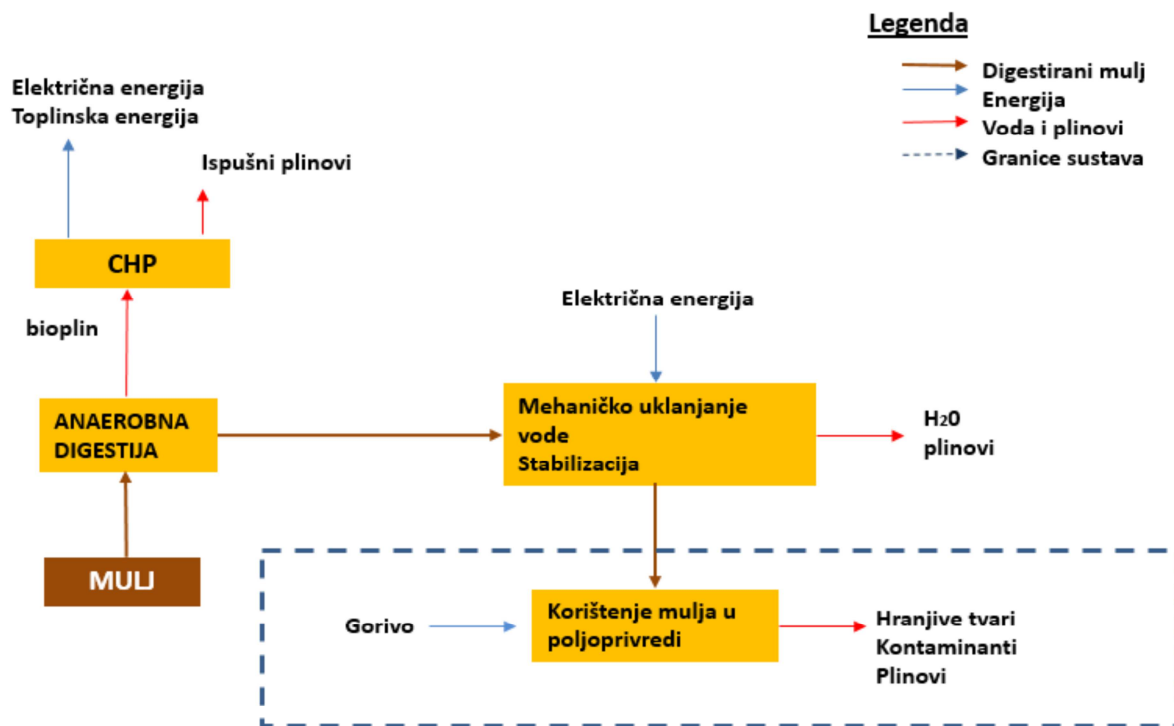 Legenda
Digestirani mulj
Energija
Voda i plinovi
Granice sustava
Električna energija
Toplinska energija
Ispušni plinovi
CHP
bioplin
Električna energija
ANAEROBNA
DIGESTIJA
Mehaničko uklanjanje
vode
Stabilizacija
H20
plinovi
MULJ
Gorivo
Korištenje mulja u
poljoprivredi
Hranjive tvari
Kontaminanti
Plinovi